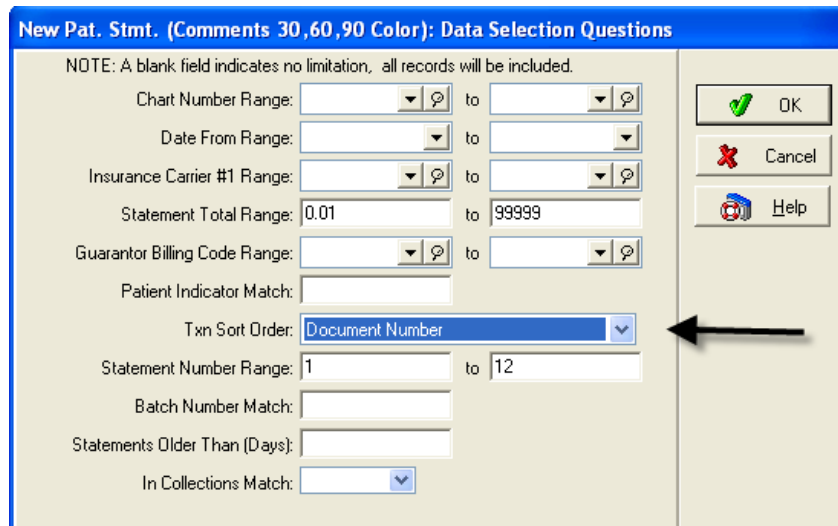 New Pat. Stmt. (Comments 30,60,90 Color): Data Selection Questions
NOTE: A blank field indicates no limitation, all records will be included.
Chart Number Range: to
Date From Range: to
Insurance Carrier #1 Range: to
Statement Total Range: 0.01 to 99999
Guarantor Billing Code Range: to
Patient Indicator Match:
Txn Sort Order: Document Number
Statement Number Range: 1 to 12
Batch Number Match:
Statements Older Than (Days):
In Collections Match:
OK
Cancel
Help